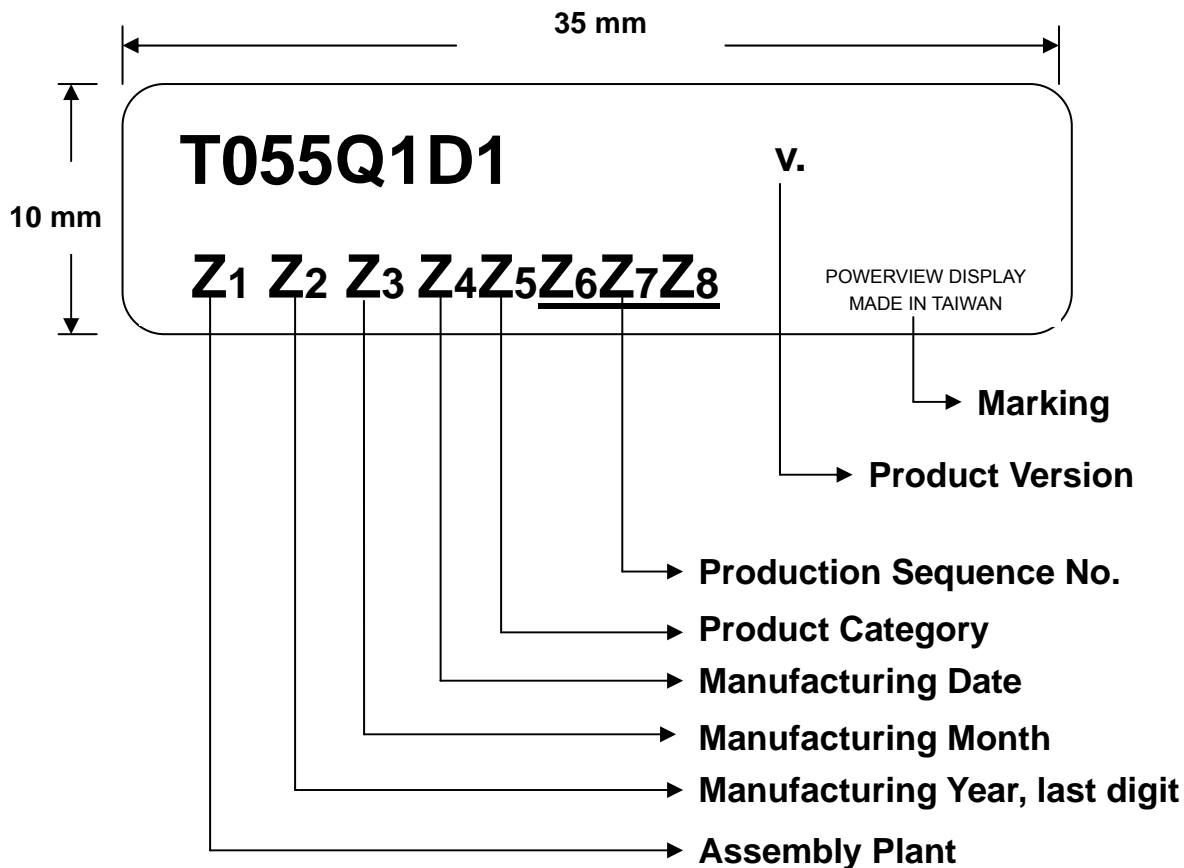 35 mm
T055Q1D1 v.
10 mm
Z1 Z2 Z3 Z4Z5Z6Z7Z8
POWERVIEW DISPLAY
MADE IN TAIWAN
Marking
Product Version
Production Sequence No.
Product Category
Manufacturing Date
Manufacturing Month
Manufacturing Year, last digit
Assembly Plant